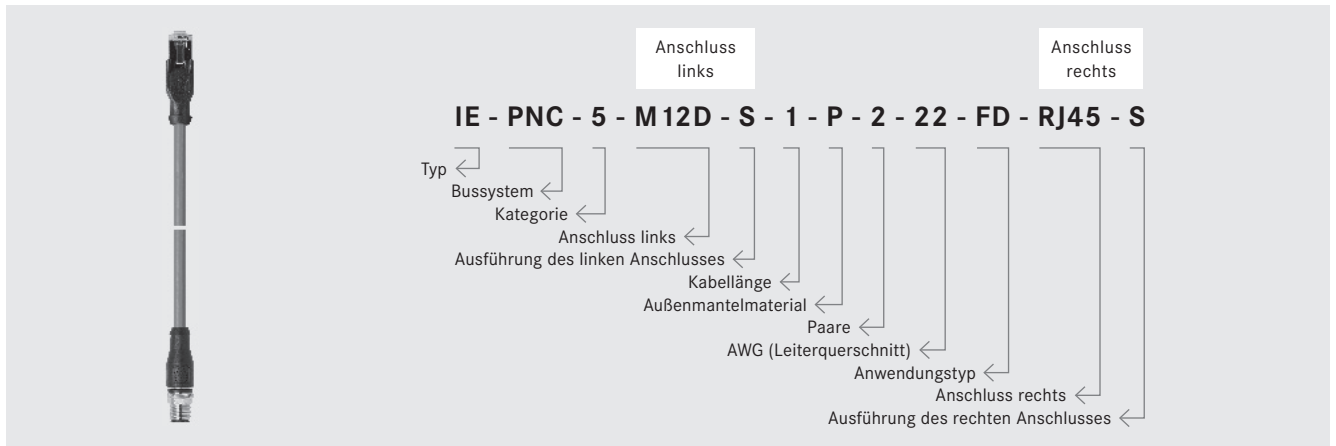 Anschluss
links
Anschluss
rechts
IE - PNC - 5 - M12D - S - 1 - P - 2 - 22 - FD - RJ45 - S
Typ
Bussystem
Kategorie
Anschluss links
Ausführung des linken Anschlusses
Kabellänge
Außenmantelmaterial
Paare
AWG (Leiterquerschnitt)
Anwendungstyp
Anschluss rechts
Ausführung des rechten Anschlusses